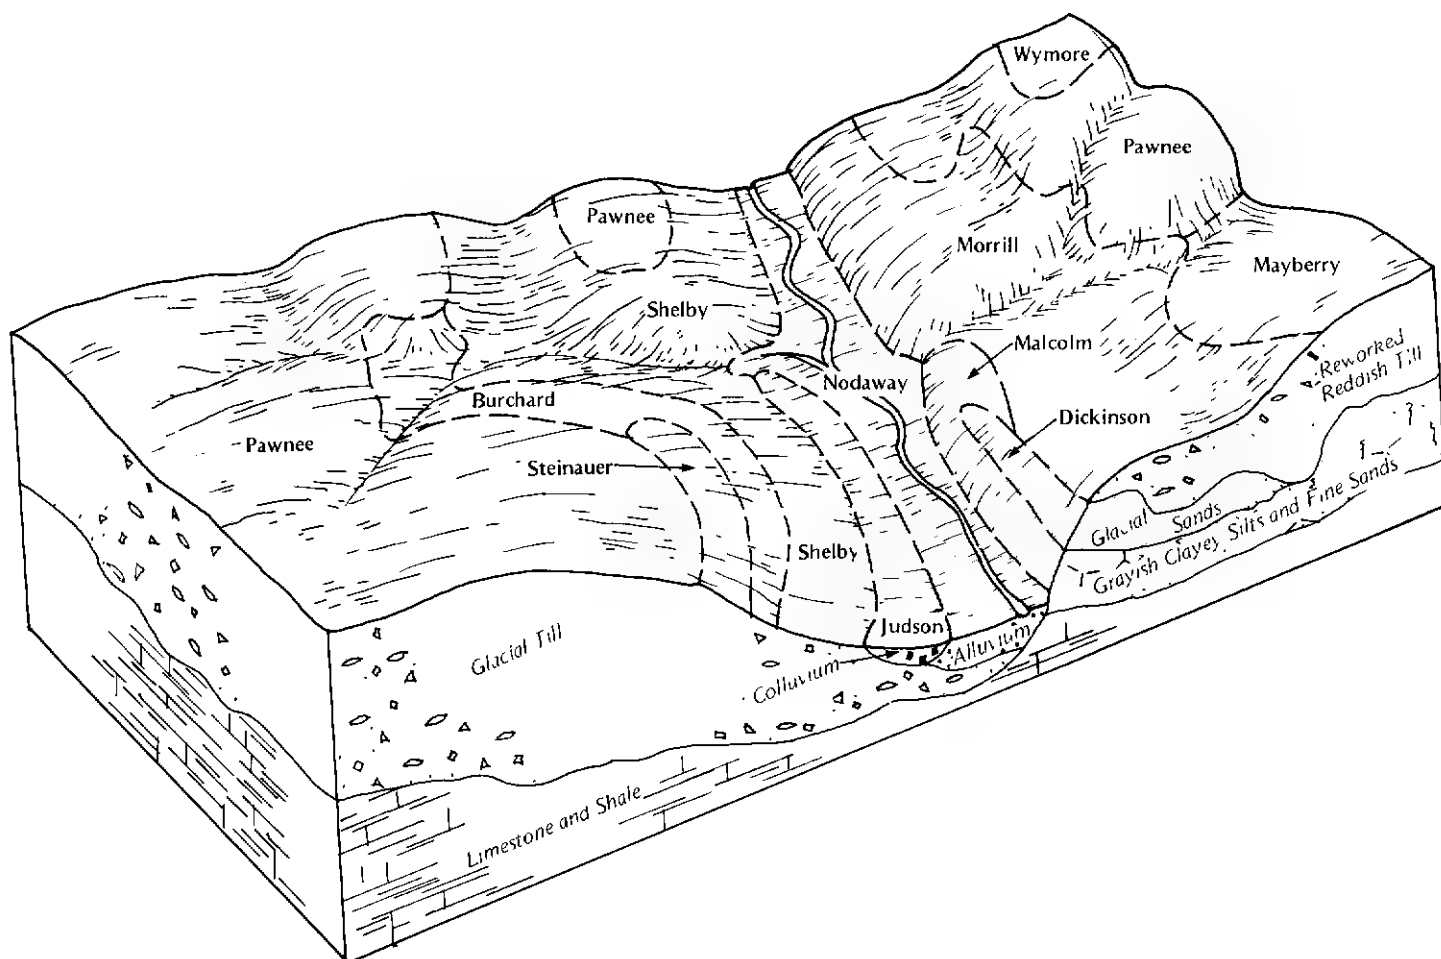 Wymore
Pawnee
Pawnee
Morrill
Mayberry
Shelby
Malcolm
Reworked
Reddish Till
Nodaway
Burchard
Dickinson
Pawnee
Steinauer
Glacial Sands
Shelby
Grayish Clayey Silts and Fine Sands
Judson
Alluvium
Glacial Till
Colluvium
Limestone and Shale